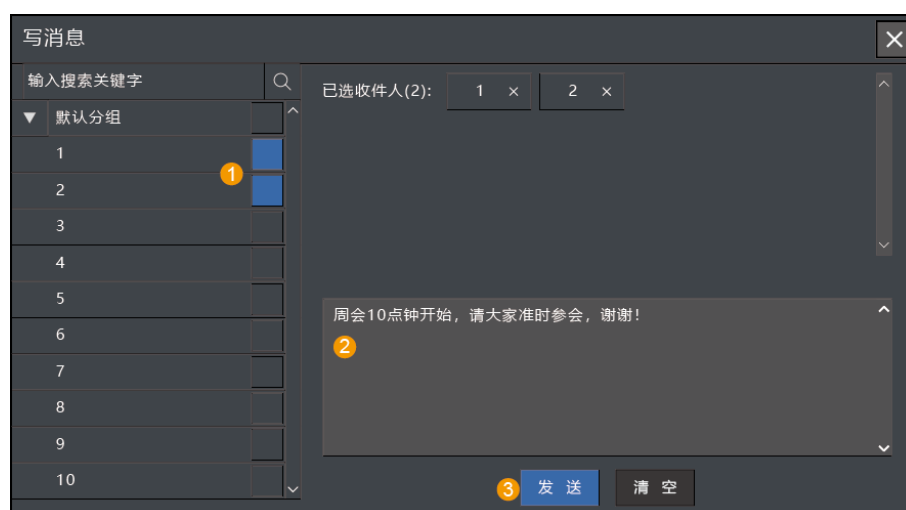 写消息
输入搜索关键字
已选收件人(2): 1 × 2 ×
▼ 默认分组
1
1
2
3
4
5
6
7
8
9
10
周会10点钟开始，请大家准时参会，谢谢！
2
3 发 送 清 空